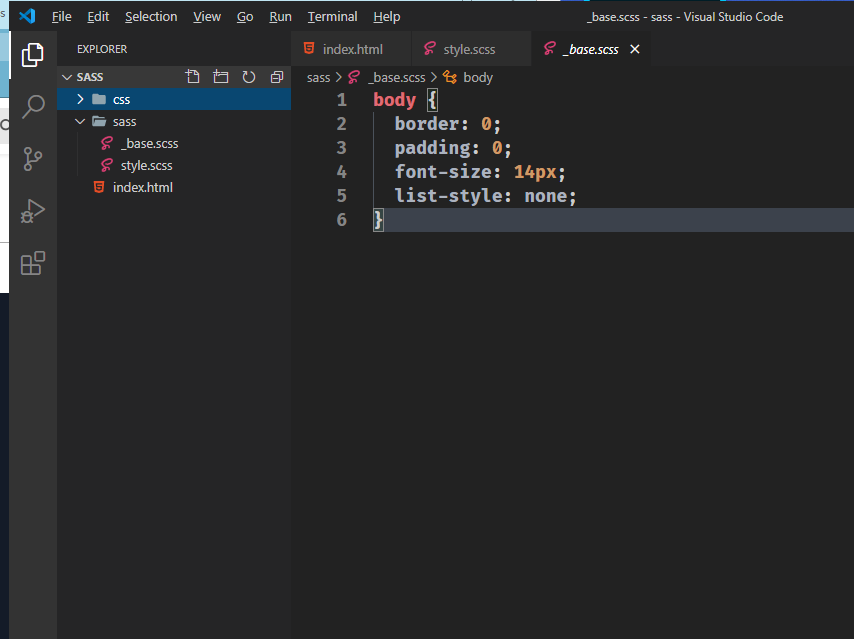 File Edit Selection View Go Run Terminal Help _base.scss - sass - Visual Studio Code
EXPLORER
index.html style.scss _base.scss
SASS
sass > _base.scss > body
css
sass
_base.scss
style.scss
index.html
1 body {
2 border: 0;
3 padding: 0;
4 font-size: 14px;
5 list-style: none;
6 }